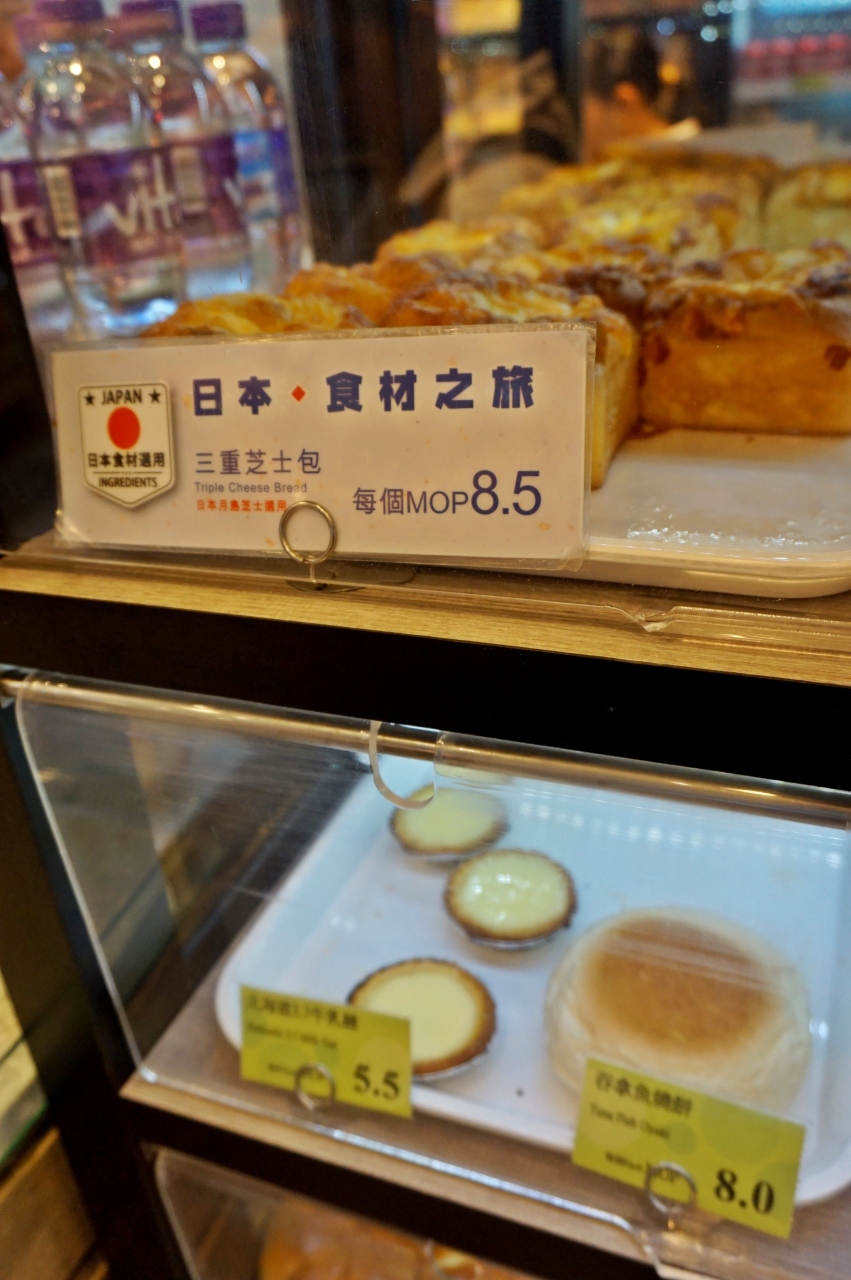 vit
★ JAPAN ★
日本食材選用
INGREDIENTS
日本◆食材之旅
三重芝士包
Triple Cheese Bread
日本月島芝士選用
每個MOP8.5
5.5
吞拿魚燒餅
Tuna Fish
8.0